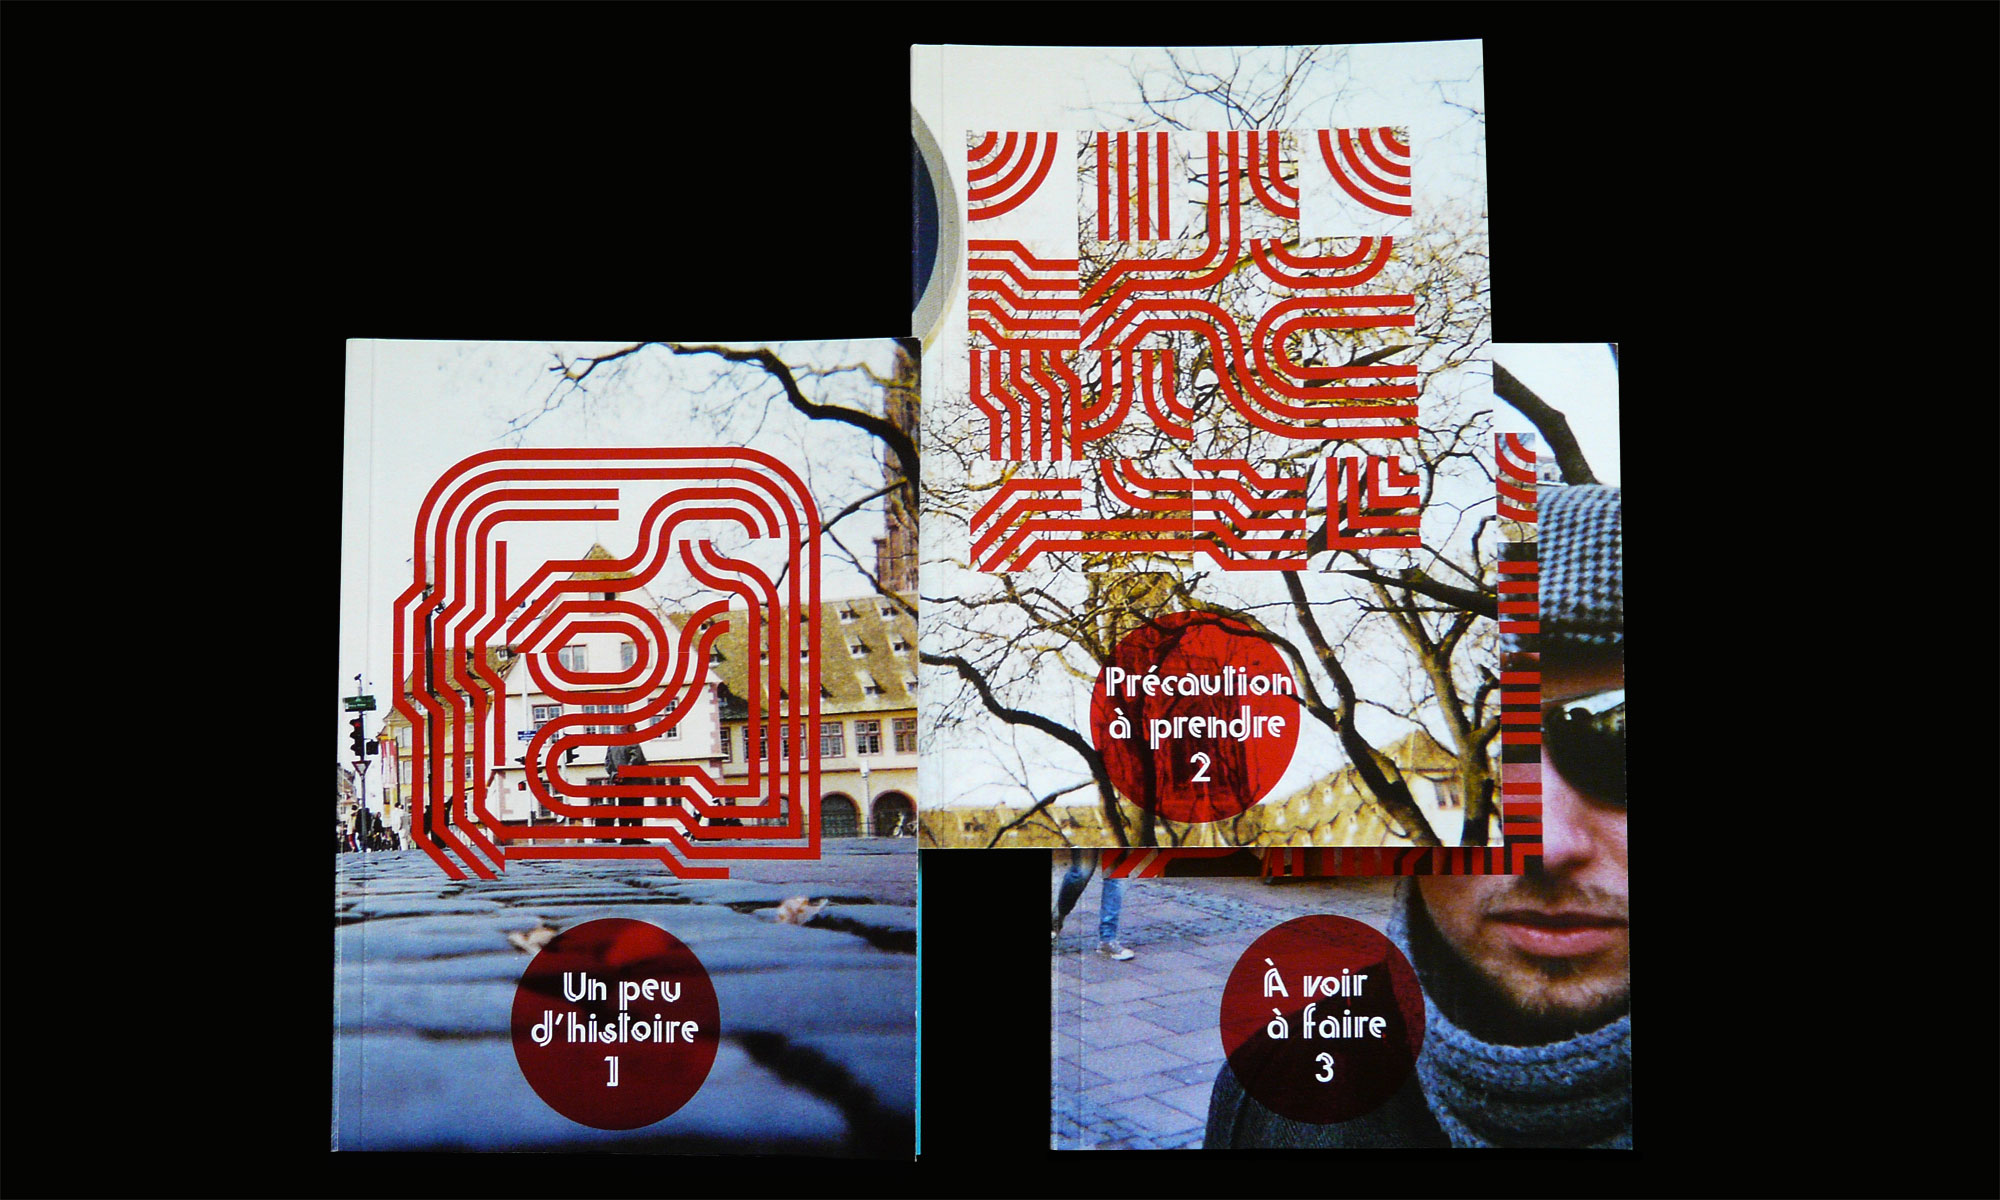 Un peu
d'histoire
1
Précaution
à prendre
2
À voir
à faire
3